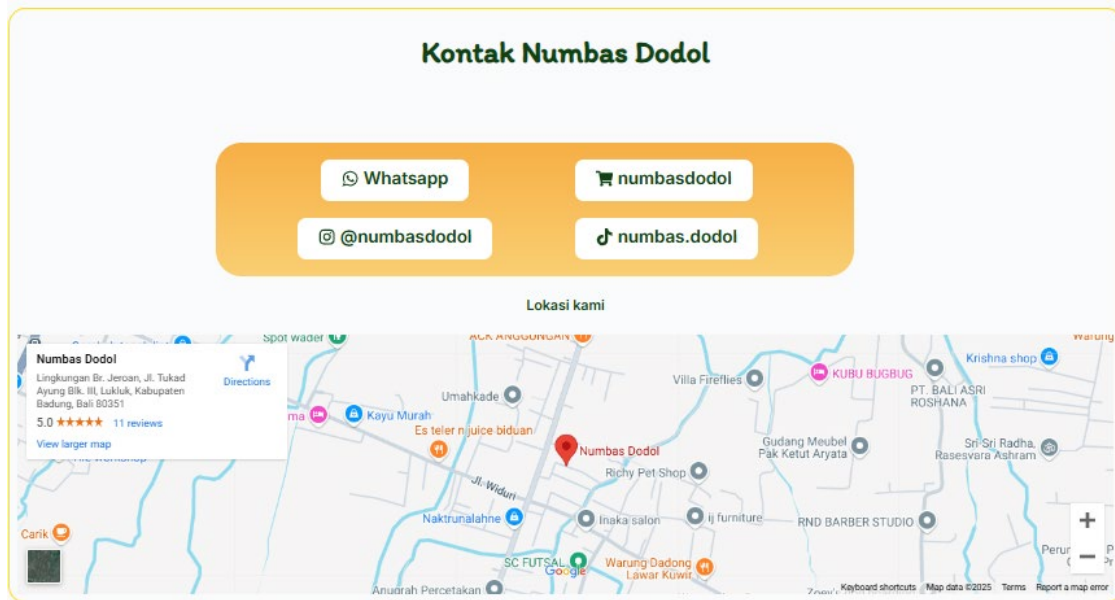 Kontak Numbas Dodol
Whatsapp
numbasdodol
@numbasdodol
numbas.dodol
Lokasi kami
Numbas Dodol
Directions
Lingkungan Br. Jeroan, Jl. Tukad
Ayung Blk. III, Lukluk, Kabupaten
Badung, Bali 80351
5.0
11 reviews
View larger map
Spot wader
ACK ANGGUNGAN
Warung
Krishna shop
Villa Fireflies
KUBU BUGBUG
PT. BALI ASRI
ROSHANA
Umahkade
Kayu Murah
Es teler n juice biduan
Numbas Dodol
Gudang Meubel
Pak Ketut Aryata
Sri Sri Radha,
Rasesvara Ashram
Richy Pet Shop
Jl. Widuri
Naktrunalahne
Inaka salon
ij furniture
RND BARBER STUDIO
Carik
SC FUTSAL
Google
Warung Dadong
Lawar Kuwir
Anugrah Percetakan
Keyboard shortcuts
Map data ©2025
Terms
Report a map error